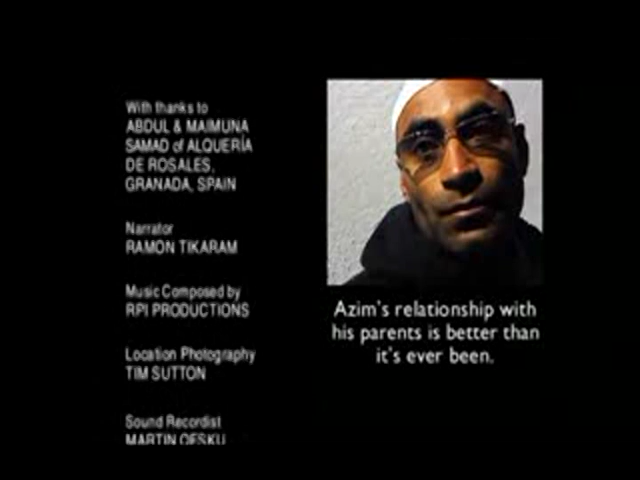 With thanks to
ABDUL & MAIMUNA
SAMAD of ALQUERÍA
DE ROSALES,
GRANADA, SPAIN
Narrator
RAMON TIKARAM
Music Composed by
RPI PRODUCTIONS
Location Photography
TIM SUTTON
Sound Recordist
MARTIN
Azim's relationship with
his parents is better than
it's ever been.